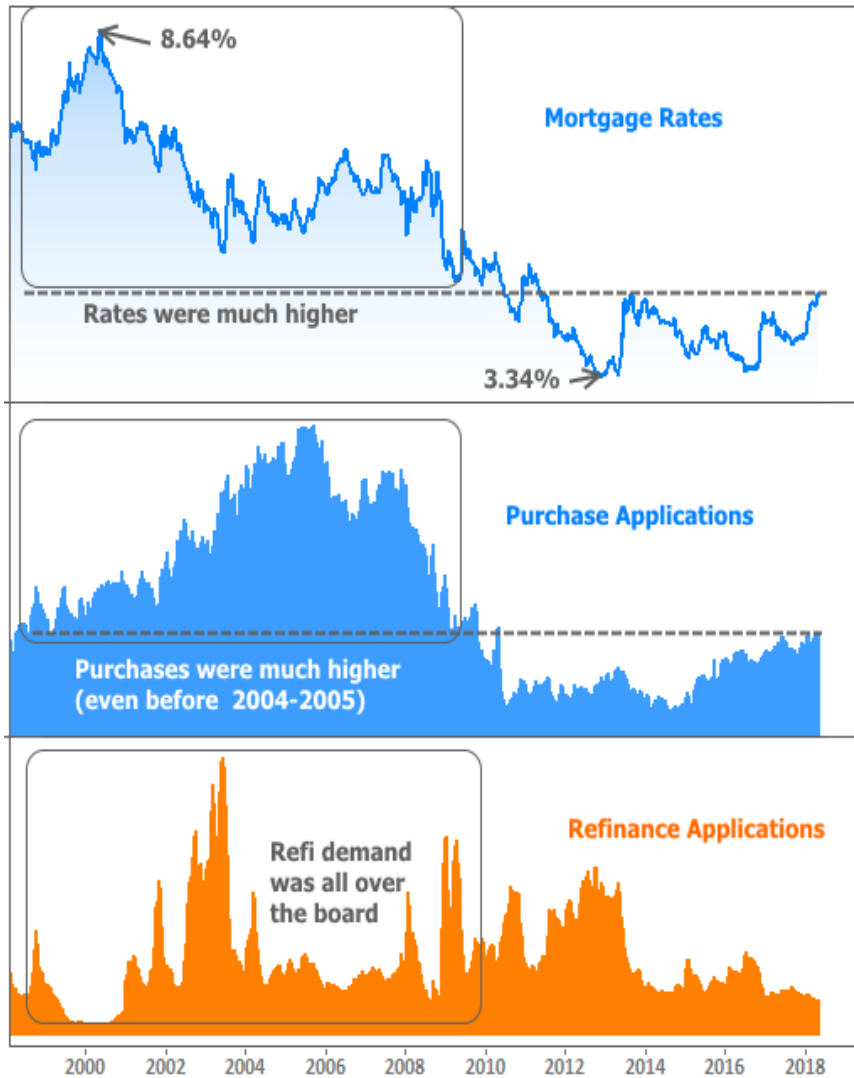 8.64%
Mortgage Rates
Rates were much higher
3.34%
Purchase Applications
Purchases were much higher
(even before 2004-2005)
Refinance Applications
Refi demand
was all over
the board
2000 2002 2004 2006 2008 2010 2012 2014 2016 2018